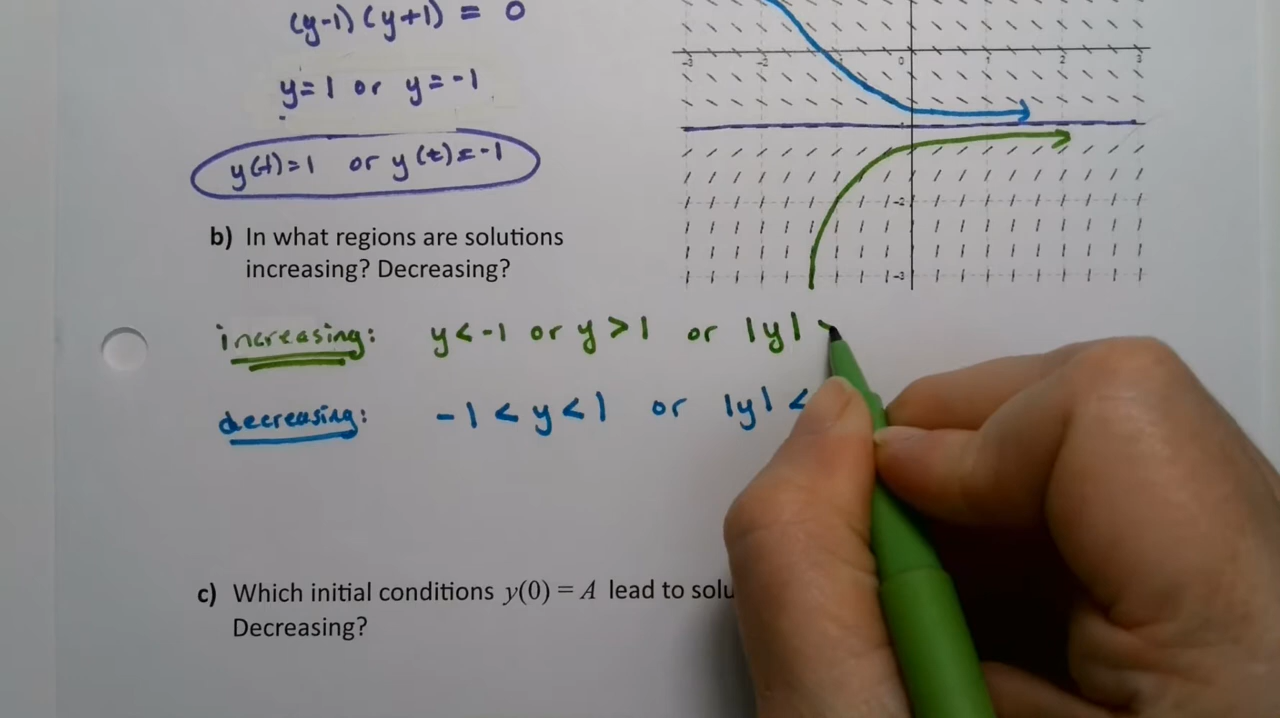 (y-1)(y+1) = 0
y=1 or y=-1
y(t)=1 or y(t)=-1
-3 -2 0 1 2 3
-2
-3
b) In what regions are solutions
increasing? Decreasing?
increasing: y<-1 or y>1 or |y| >
decreasing: -1<y<1 or |y| <
c) Which initial conditions y(0) = A lead to solu
Decreasing?